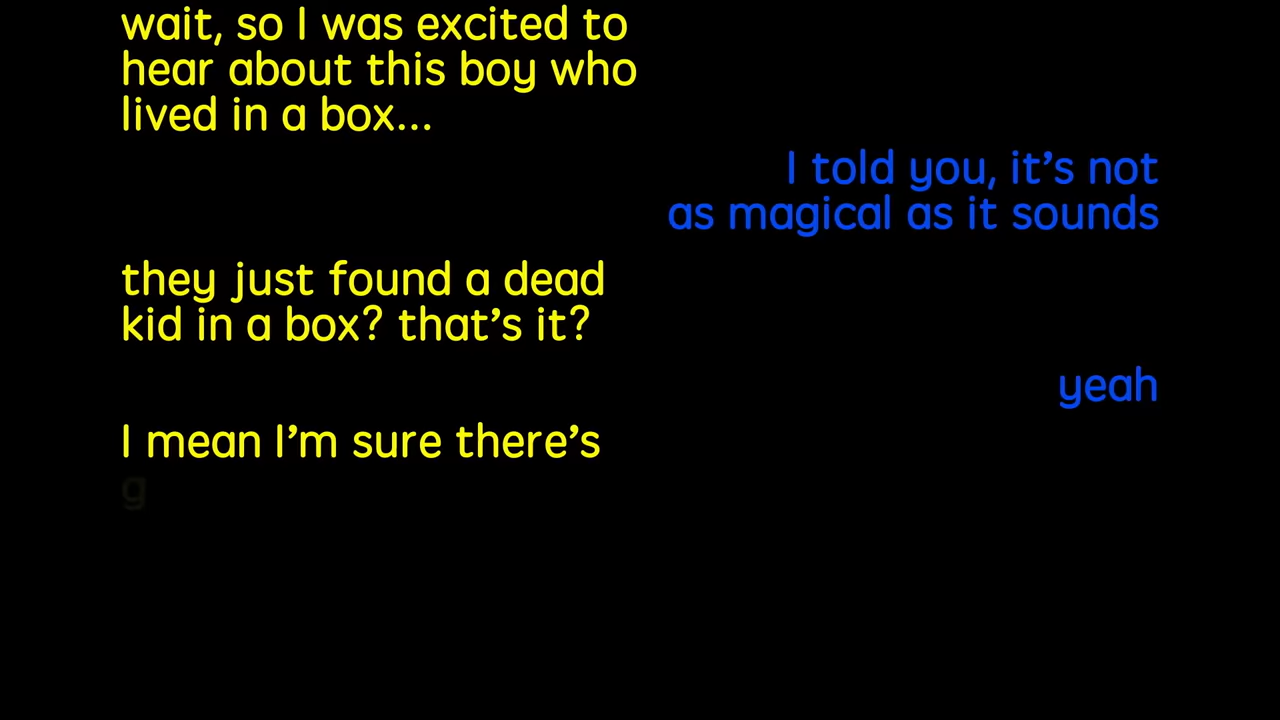 wait, so I was excited to
hear about this boy who
lived in a box...
I told you, it’s not
as magical as it sounds
they just found a dead
kid in a box? that’s it?
yeah
I mean I’m sure there’s
g